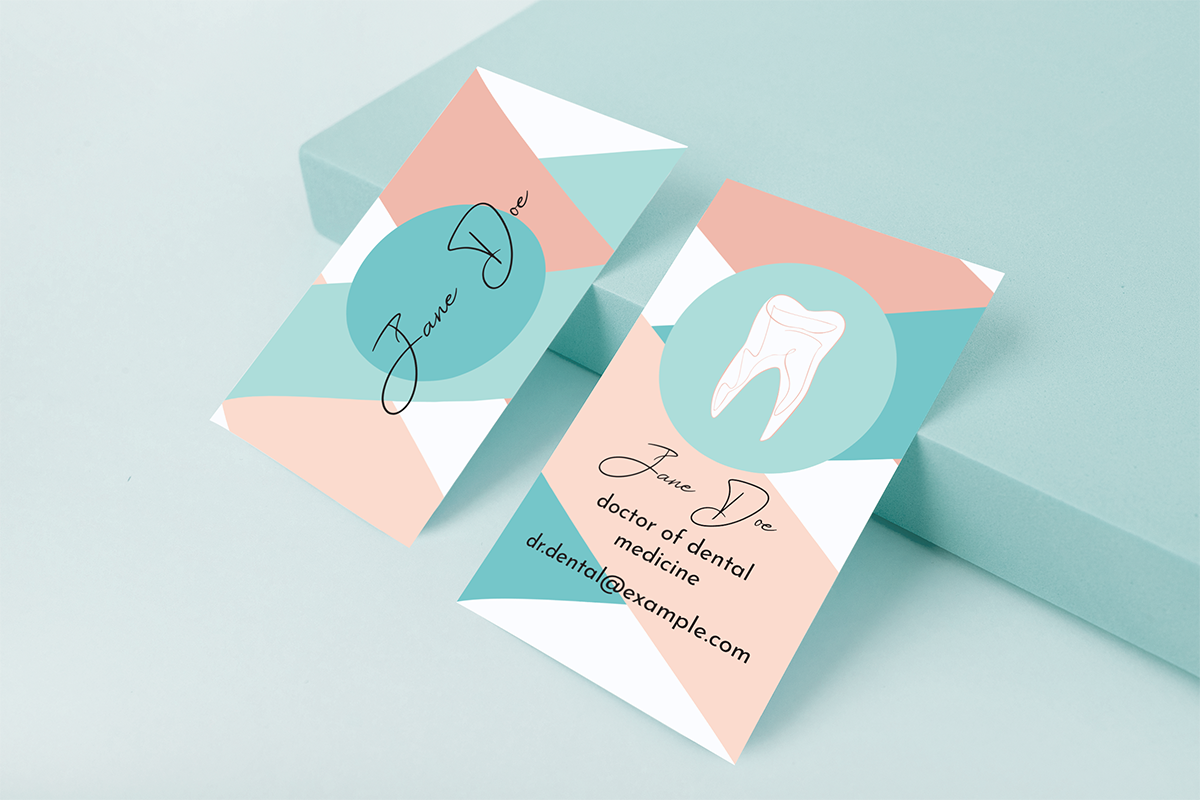 Jane Doe
Jane Doe
doctor of dental
medicine
dr.dental@example.com